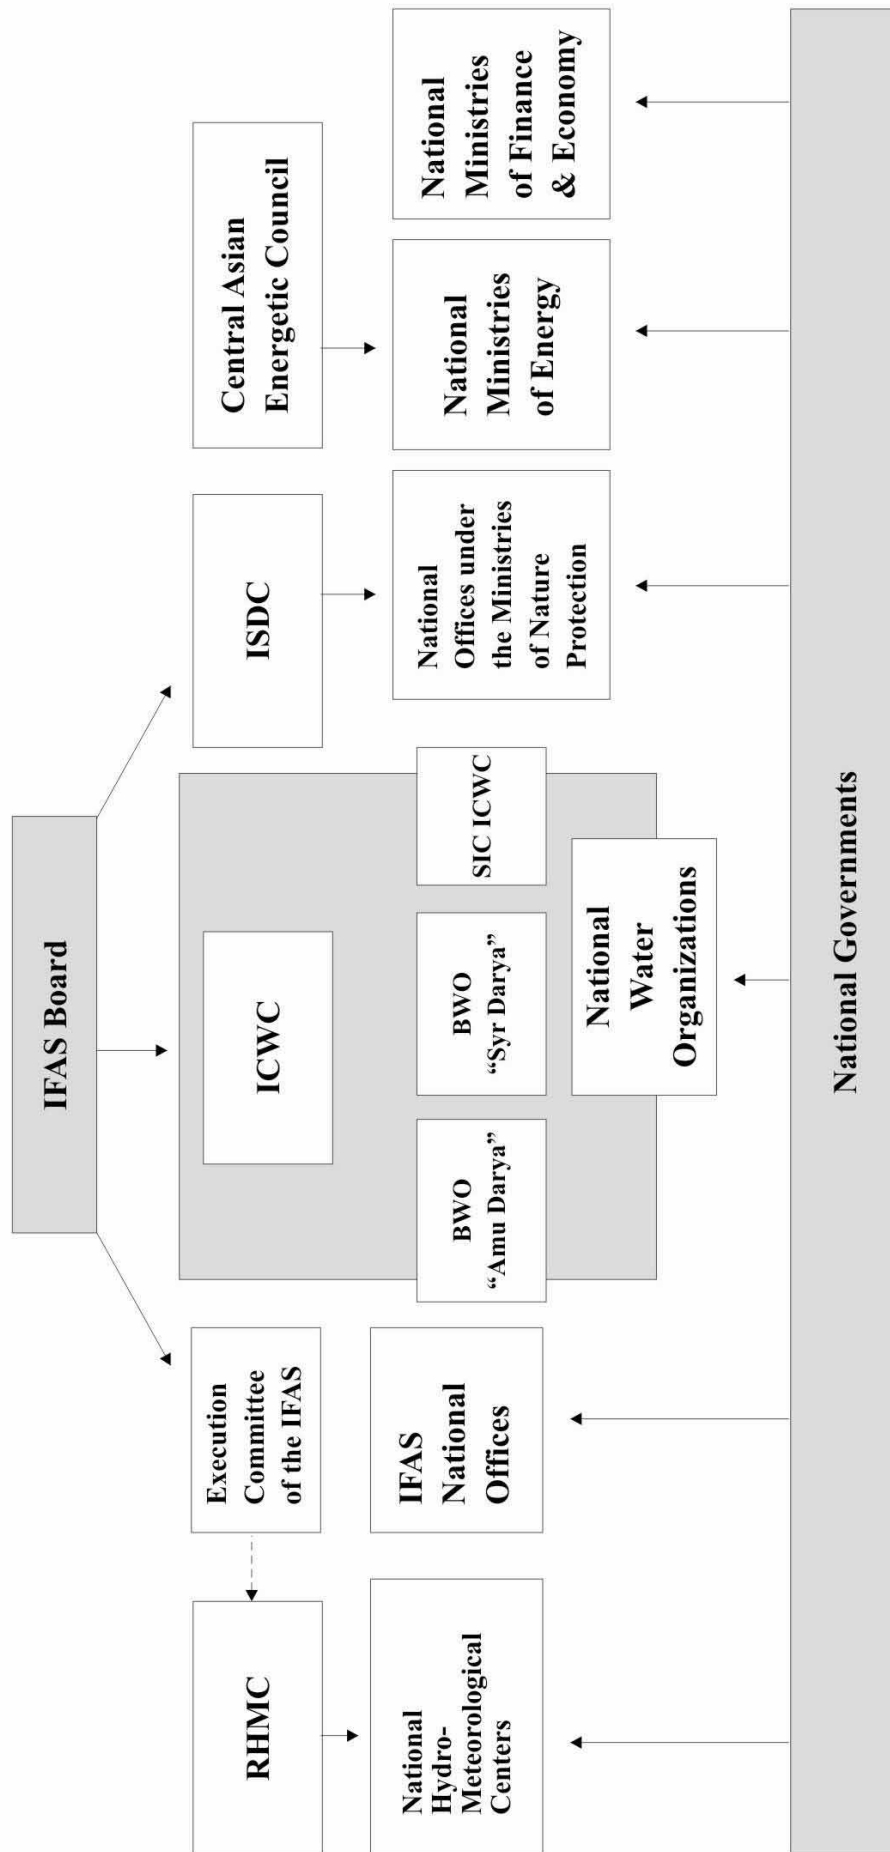 IFAS Board
RHMC
Execution
Committee
of the IFAS
ICWC
ISDC
Central Asian
Energetic Council
National
Hydro-
Meteorological
Centers
IFAS
National
Offices
BWO
“Amu Darya”
BWO
“Syr Darya”
SIC ICWC
National
Offices under
the Ministries
of Nature
Protection
National
Ministries
of Energy
National
Ministries
of Finance
& Economy
National
Water
Organizations
National Governments